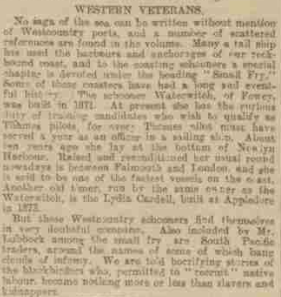 WESTERN VETERANS.
No saga of the sea can be written without mention
of Westcountry ports, and a number of scattered
references are found in the volume. Many a tall ship
has used the harbours and anchorages of our rock-
bound coast, and to the coasting schooners a special
chapter is devoted under the heading "Small Fry."
Some of these coasters have had a long and event-
ful history. The schooner Waterwitch, of Fowey,
was built in 1871. At present she has the curious
duty of training candidates who wish to qualify as
Thames pilots, for every Thames pilot must have
served a year as an officer in a sailing ship. About
ten years ago she lay at the bottom of Newlyn
Harbour. Raised and reconditioned her usual round
nowadays is between Falmouth and London, and she
is said to be one of the fastest vessels on the coast.
Another old timer, run by the same owner as the
Waterwitch, is the Lydia Cardell, built at Appledore
in 1872.
But these Westcountry schooners find themselves
in very doubtful company. Also included by Mr.
Lubbock among the small fry are South Pacific
traders, around the names of some of which hang
clouds of infamy. We are told horrifying stories of
the blackbirders who, permitted to "recruit" native
labour, became nothing more or less than slavers and
kidnappers.